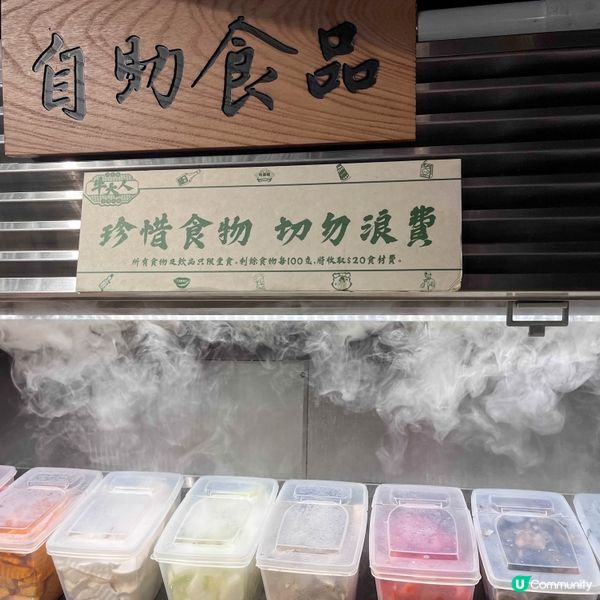 自助食品
牛大人
珍惜食物 切勿浪費
所有食物及飲品只限堂食。剩餘食物每100克，將收取$20食付費。
U Community